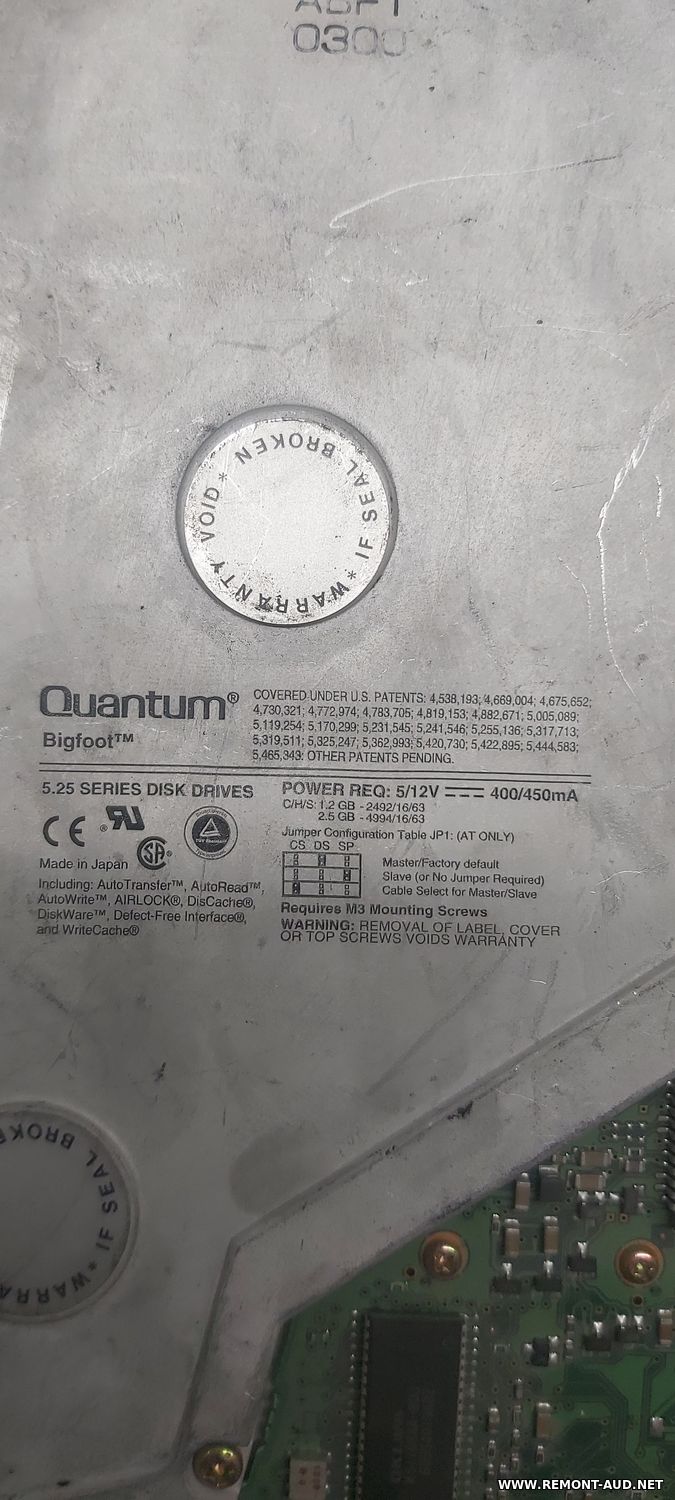 0300
* WARRANTY VOID * IF SEAL BROKEN
Quantum®
Bigfoot™
COVERED UNDER U.S. PATENTS: 4,538,193; 4,669,004; 4,675,652;
4,730,321; 4,772,974; 4,783,705; 4,819,153; 4,882,671; 5,005,089;
5,119,254; 5,170,299; 5,231,545; 5,241,546; 5,255,136; 5,317,713;
5,319,511; 5,325,247; 5,362,993; 5,420,730; 5,422,895; 5,444,583;
5,465,343; OTHER PATENTS PENDING.
5.25 SERIES DISK DRIVES
CE
Made in Japan
Including: AutoTransfer™, AutoRead™,
AutoWrite™, AIRLOCK®, DisCache®,
DiskWare™, Defect-Free Interface®,
and WriteCache®
POWER REQ: 5/12V 400/450mA
C/H/S: 1.2 GB - 2492/16/63
2.5 GB - 4994/16/63
Jumper Configuration Table JP1: (AT ONLY)
CS DS SP
Master/Factory default
Slave (or No Jumper Required)
Cable Select for Master/Slave
Requires M3 Mounting Screws
WARNING: REMOVAL OF LABEL, COVER
OR TOP SCREWS VOIDS WARRANTY
IF SEAL
WWW.REMONT-AUD.NET